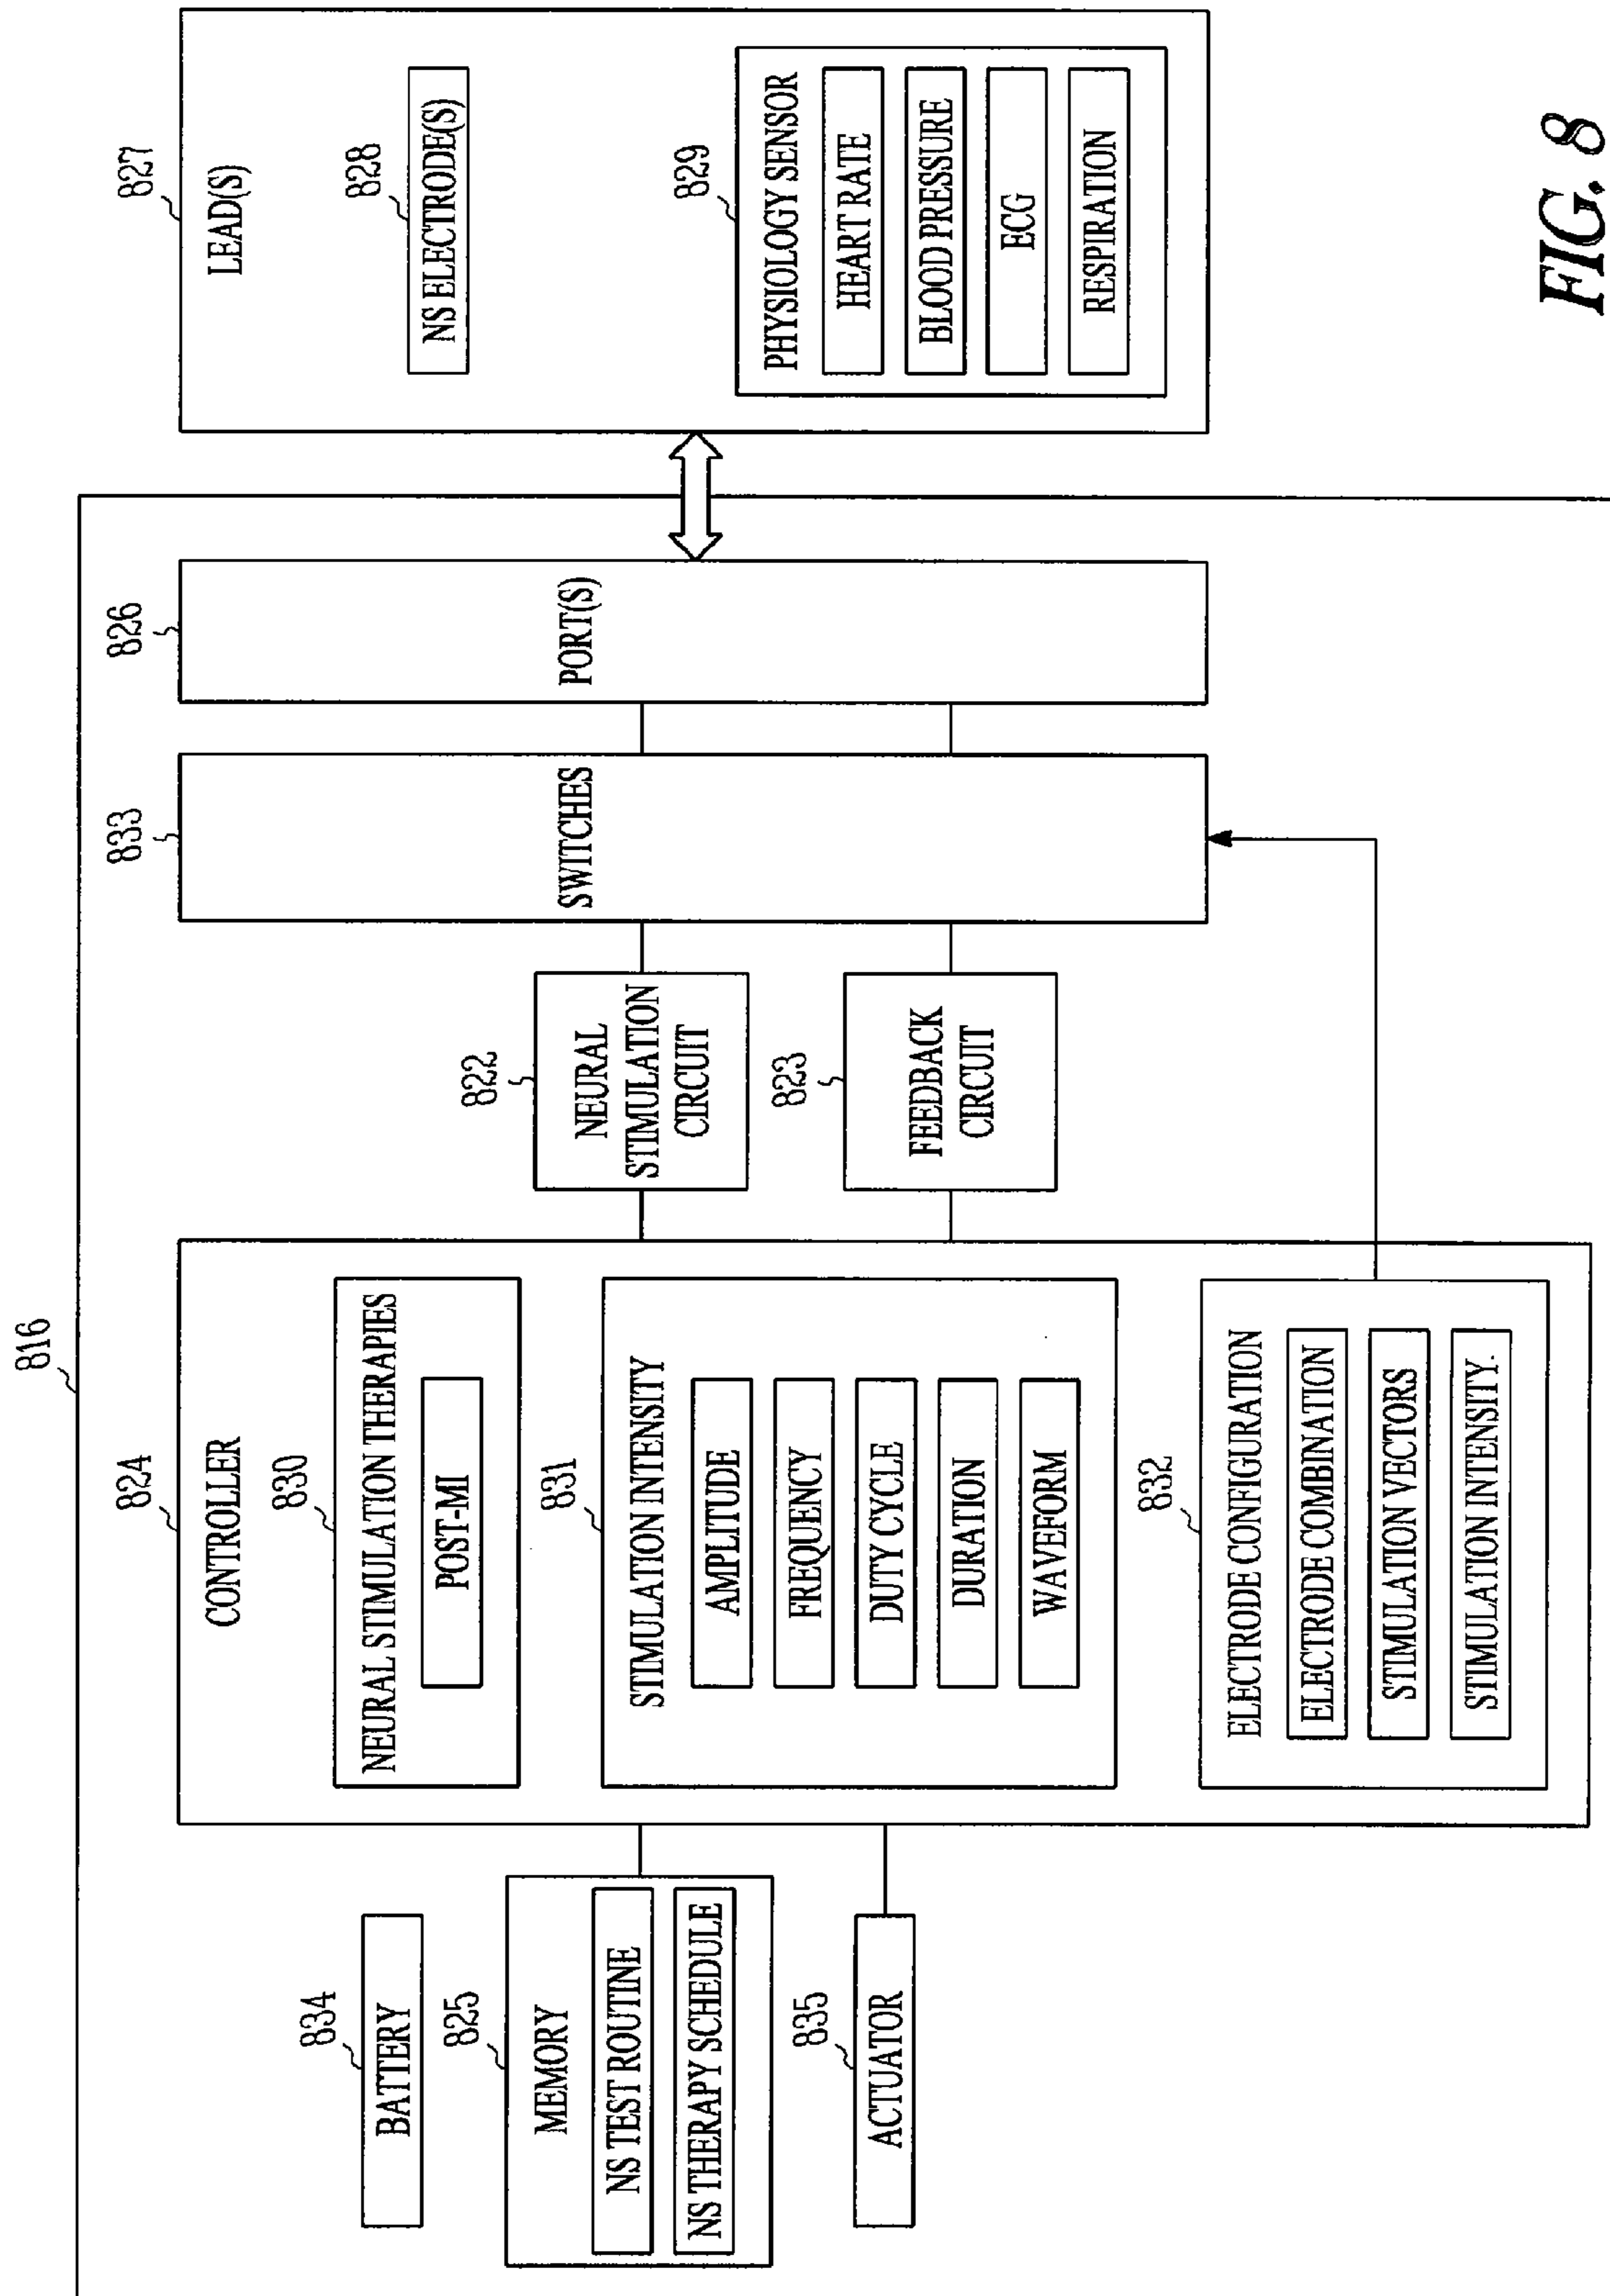 816
834
BATTERY
825
MEMORY
NS TEST ROUTINE
NS THERAPY SCHEDULE
835
ACTUATOR
824
CONTROLLER
830
NEURAL STIMULATION THERAPIES
POST-MI
831
STIMULATION INTENSITY
AMPLITUDE
FREQUENCY
DUTY CYCLE
DURATION
WAVEFORM
832
ELECTRODE CONFIGURATION
ELECTRODE COMBINATION
STIMULATION VECTORS
STIMULATION INTENSITY.
822
NEURAL
STIMULATION
CIRCUIT
823
FEEDBACK
CIRCUIT
833
SWITCHES
826
PORT(S)
827
LEAD(S)
828
NS ELECTRODE(S)
829
PHYSIOLOGY SENSOR
HEART RATE
BLOOD PRESSURE
ECG
RESPIRATION
FIG. 8